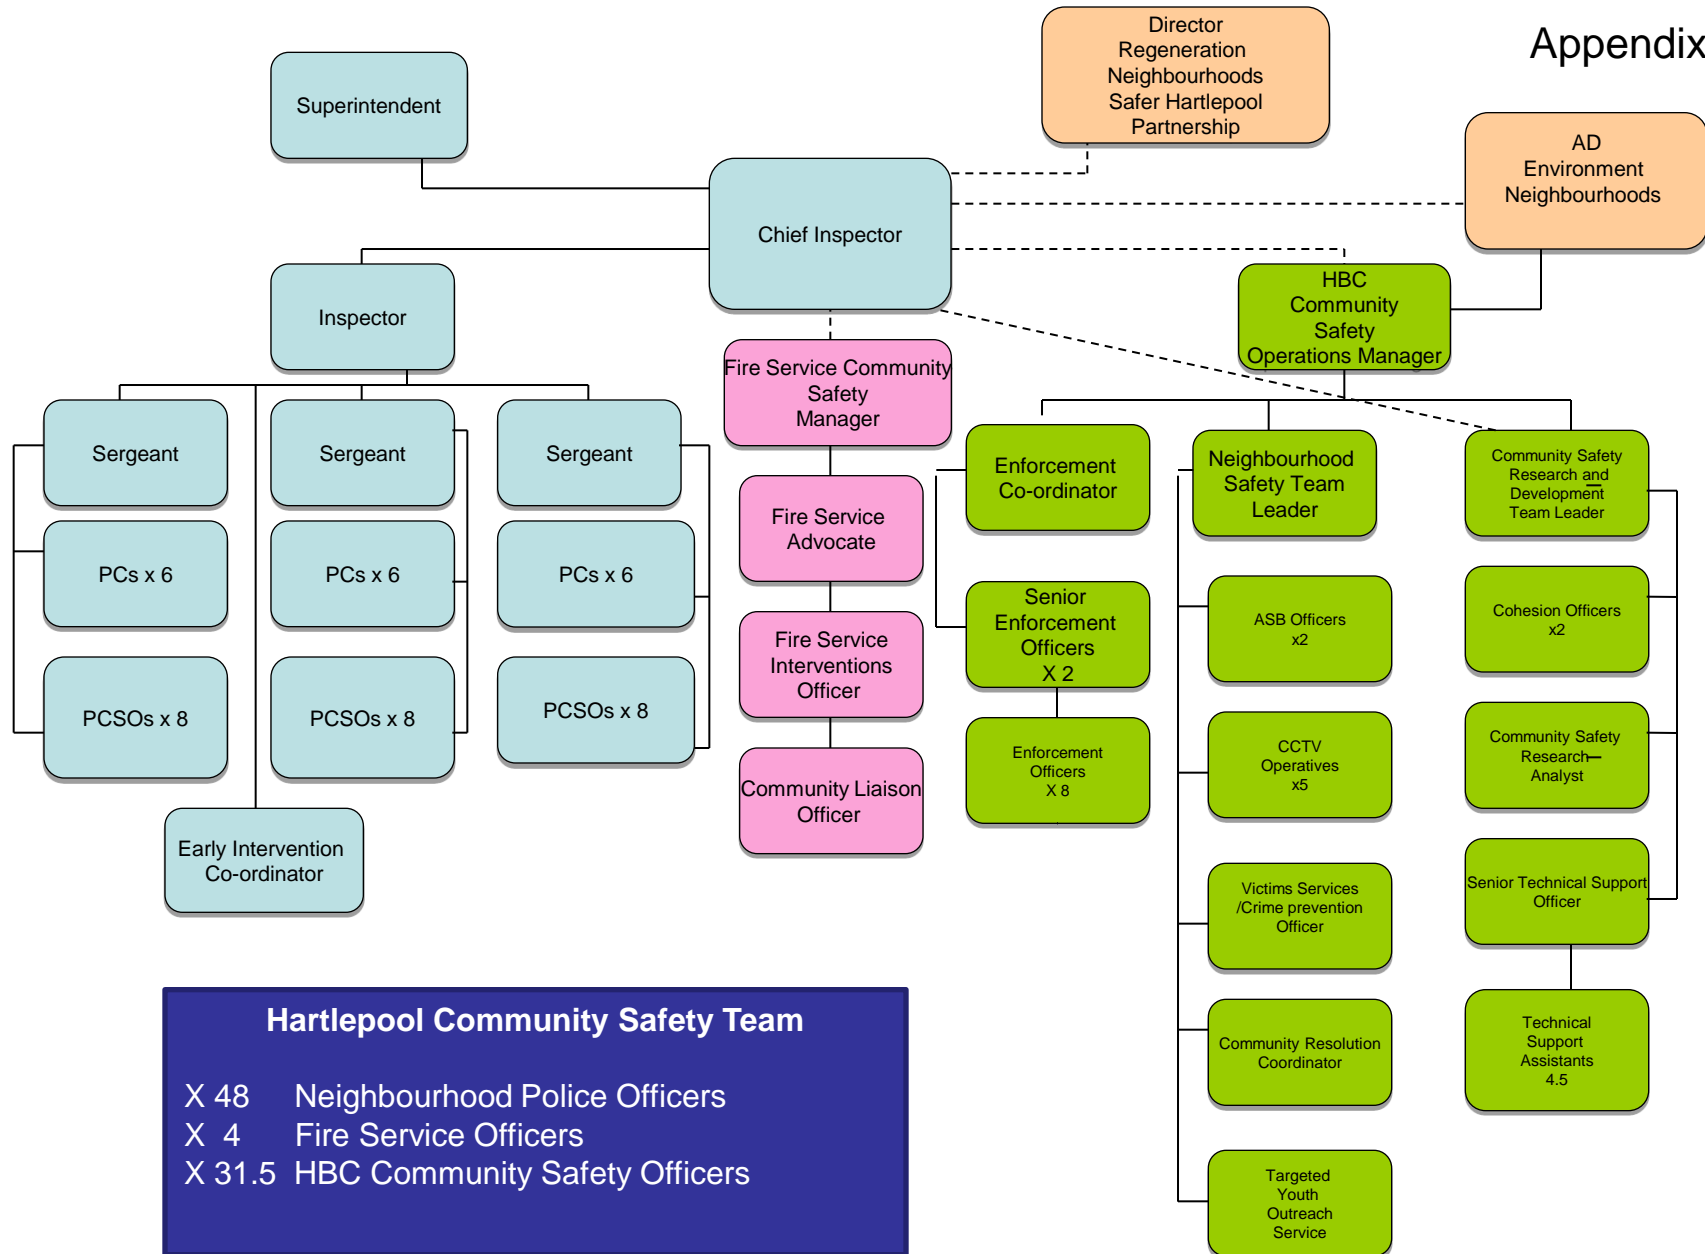 Appendix
Director
Regeneration
Neighbourhoods
Safer Hartlepool
Partnership
Superintendent
AD
Environment
Neighbourhoods
Chief Inspector
HBC
Community
Safety
Operations Manager
Inspector
Fire Service Community
Safety
Manager
Sergeant
Sergeant
Sergeant
Enforcement
Co-ordinator
Neighbourhood
Safety Team
Leader
Community Safety
Research and
Development
Team Leader
Fire Service
Advocate
PCs x 6
PCs x 6
PCs x 6
Senior
Enforcement
Officers
X 2
ASB Officers
x2
Cohesion Officers
x2
Fire Service
Interventions
Officer
PCSOs x 8
PCSOs x 8
PCSOs x 8
Enforcement
Officers
X 8
CCTV
Operatives
x5
Community Safety
Research
Analyst
Community Liaison
Officer
Early Intervention
Co-ordinator
Victims Services
/Crime prevention
Officer
Senior Technical Support
Officer
Community Resolution
Coordinator
Technical
Support
Assistants
4.5
Targeted
Youth
Outreach
Service
Hartlepool Community Safety Team
X 48 Neighbourhood Police Officers
X 4 Fire Service Officers
X 31.5 HBC Community Safety Officers